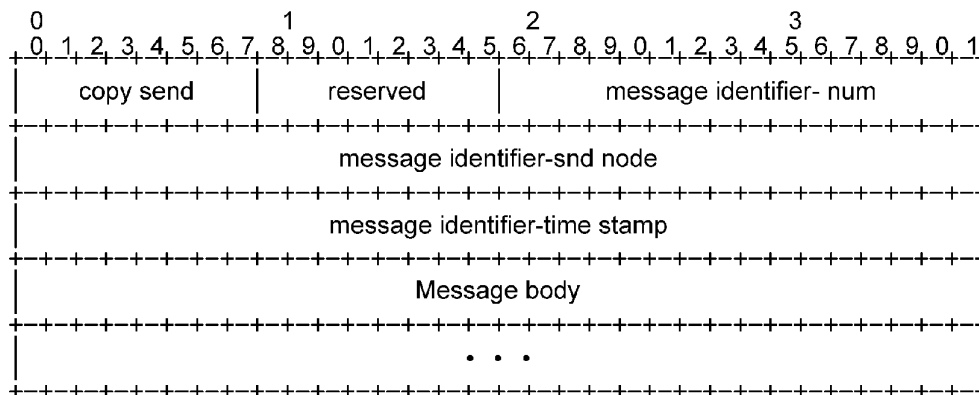 0 1 2 3
0 1 2 3 4 5 6 7 8 9 0 1 2 3 4 5 6 7 8 9 0 1 2 3 4 5 6 7 8 9 0 1
copy send reserved message identifier- num
message identifier-snd node
message identifier-time stamp
Message body
• • •